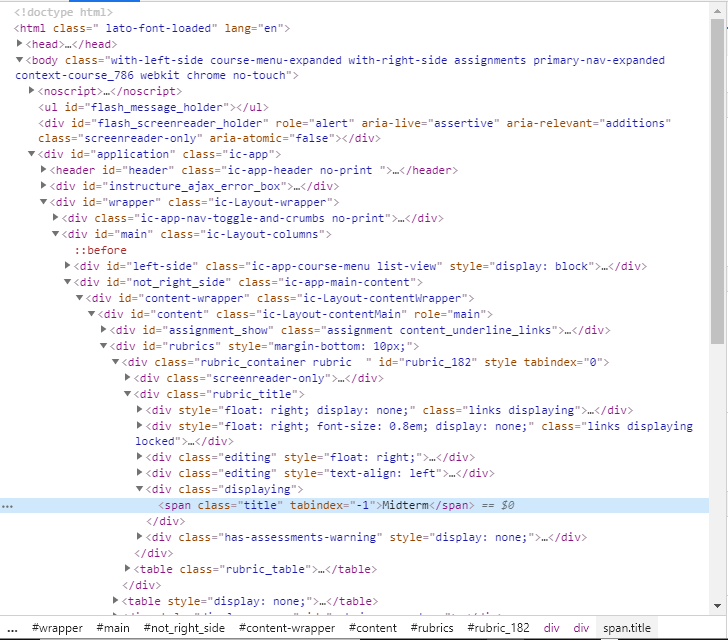 <!doctype html>
<html class=" lato-font-loaded" lang="en">
<head>…</head>
<body class="with-left-side course-menu-expanded with-right-side assignments primary-nav-expanded
context-course_786 webkit chrome no-touch">
<noscript>…</noscript>
<ul id="flash_message_holder"></ul>
<div id="flash_screenreader_holder" role="alert" aria-live="assertive" aria-relevant="additions"
class="screenreader-only" aria-atomic="false"></div>
<div id="application" class="ic-app">
<header id="header" class="ic-app-header no-print ">…</header>
<div id="instructure_ajax_error_box">…</div>
<div id="wrapper" class="ic-Layout-wrapper">
<div class="ic-app-nav-toggle-and-crumbs no-print">…</div>
<div id="main" class="ic-Layout-columns">
::before
<div id="left-side" class="ic-app-course-menu list-view" style="display: block">…</div>
<div id="not_right_side" class="ic-app-main-content">
<div id="content-wrapper" class="ic-Layout-contentWrapper">
<div id="content" class="ic-Layout-contentMain" role="main">
<div id="assignment_show" class="assignment content_underline_links">…</div>
<div id="rubrics" style="margin-bottom: 10px;">
<div class="rubric_container rubric  " id="rubric_182" style tabindex="0">
<div class="screenreader-only">…</div>
<div class="rubric_title">
<div style="float: right; display: none;" class="links displaying">…</div>
<div style="float: right; font-size: 0.8em; display: none;" class="links displaying
locked">…</div>
<div class="editing" style="float: right;">…</div>
<div class="editing" style="text-align: left">…</div>
<div class="displaying">
… <span class="title" tabindex="-1">Midterm</span> == $0
</div>
<div class="has-assessments-warning" style="display: none;">…</div>
</div>
<table class="rubric_table">…</table>
</div>
<table style="display: none;">…</table>
… #wrapper #main #not_right_side #content-wrapper #content #rubrics #rubric_182 div div span.title